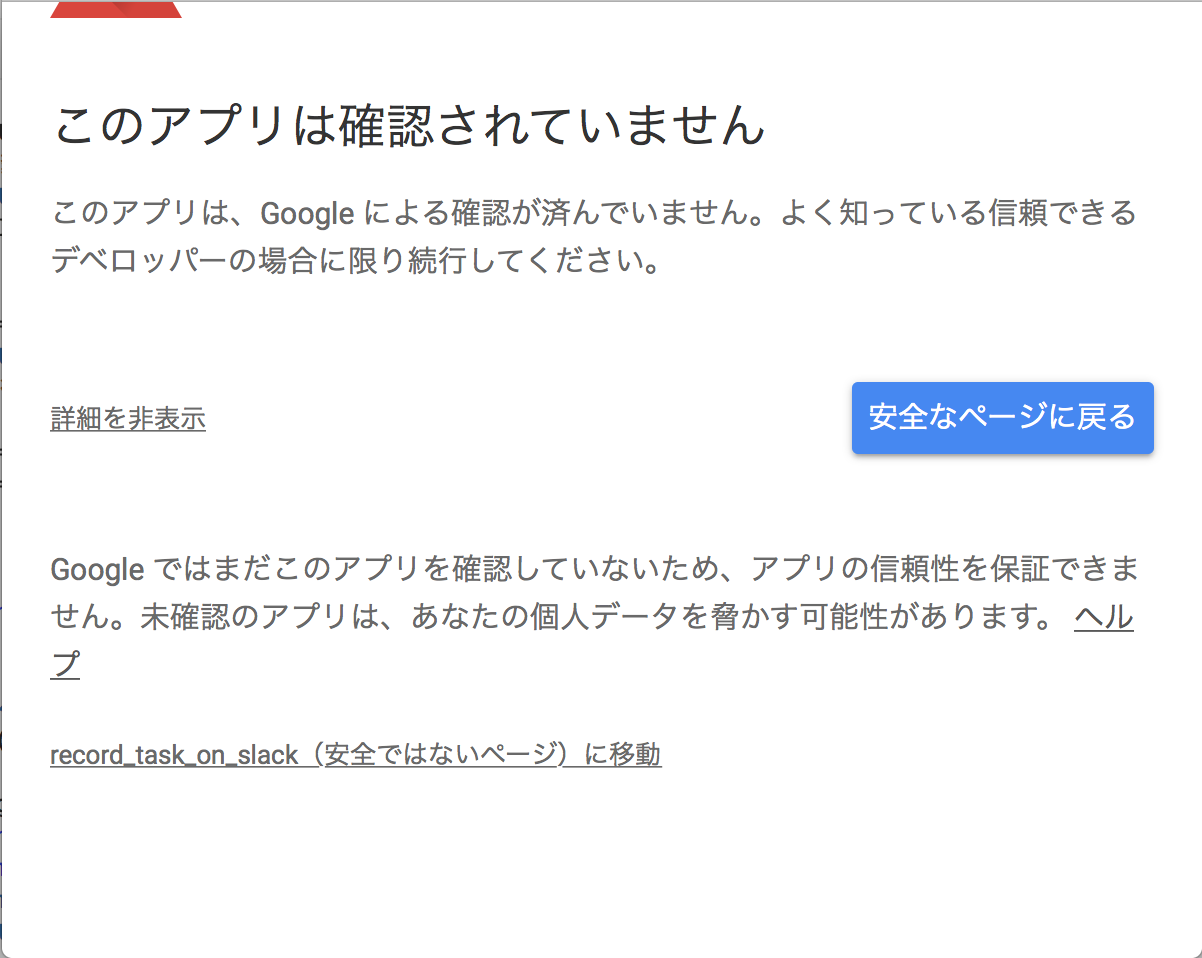 このアプリは確認されていません
このアプリは、Google による確認が済んでいません。よく知っている信頼できる
デベロッパーの場合に限り続行してください。
詳細を非表示
安全なページに戻る
Google ではまだこのアプリを確認していないため、アプリの信頼性を保証できま
せん。未確認のアプリは、あなたの個人データを脅かす可能性があります。 ヘル
プ
record_task_on_slack（安全ではないページ）に移動